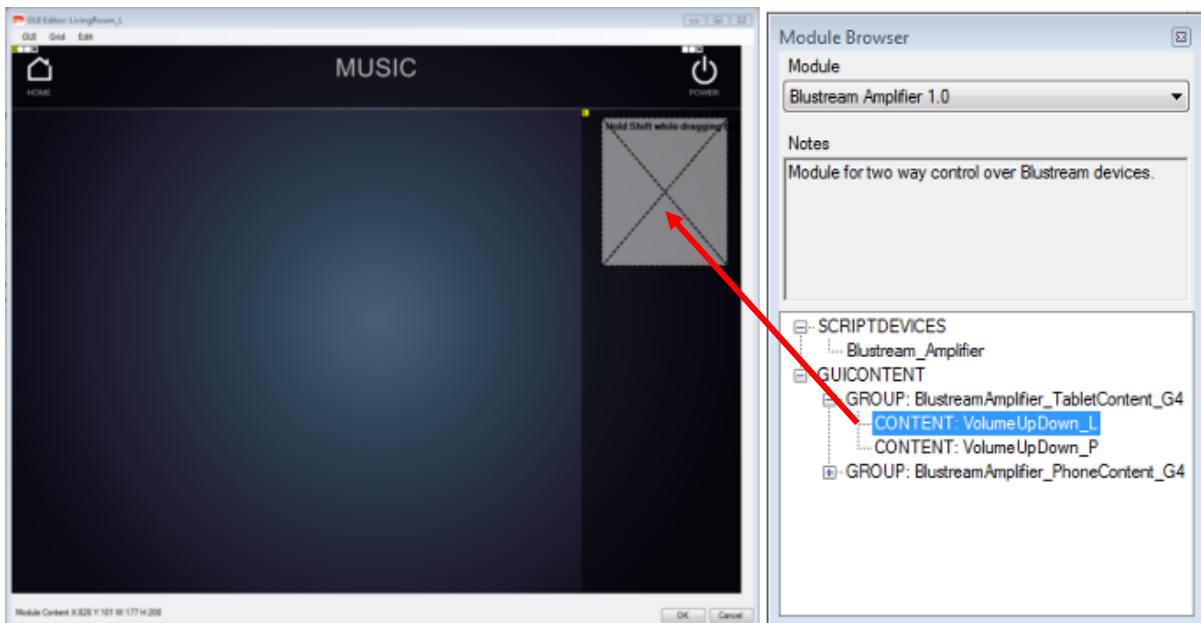 GUI Editor: LivingRoom_L
GUI Grid Edit
HOME
MUSIC
POWER
Hold Shift while dragging
Module Content X:828 Y:101 W:177 H:208
OK Cancel
Module Browser
Module
Blustream Amplifier 1.0
Notes
Module for two way control over Blustream devices.
SCRIPTDEVICES
Blustream_Amplifier
GUICONTENT
GROUP: BlustreamAmplifier_TabletContent_G4
CONTENT: VolumeUpDown_L
CONTENT: VolumeUpDown_P
GROUP: BlustreamAmplifier_PhoneContent_G4